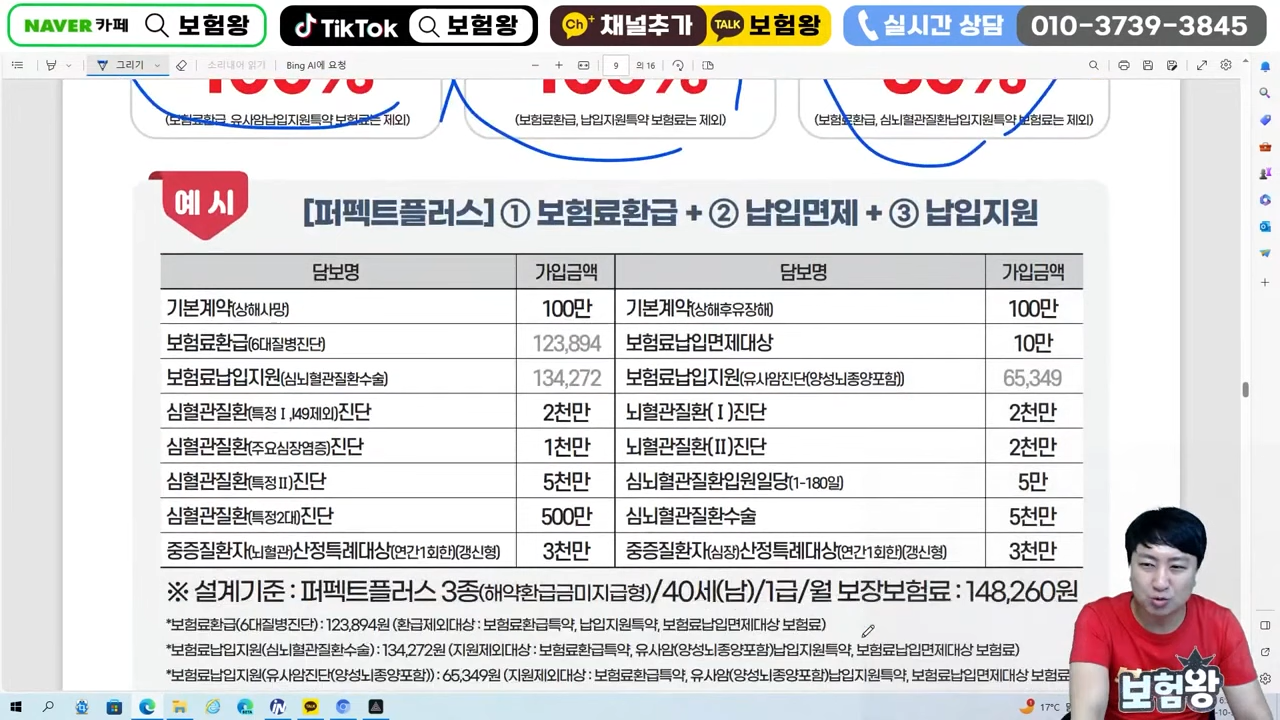 NAVER 카페 보험왕 TikTok 보험왕 Ch+ 채널추가 TALK 보험왕 실시간 상담 010-3739-3845
그리기 소리내어 읽기 Bing AI에 요청 9 의 16
(보험료환급, 유사암납입지원특약 보험료는 제외) (보험료환급, 납입지원특약 보험료는 제외) (보험료환급, 심뇌혈관질환납입지원특약 보험료는 제외)
예시 [퍼펙트플러스] ① 보험료환급 + ② 납입면제 + ③ 납입지원
담보명 가입금액 담보명 가입금액
기본계약(상해사망) 100만 기본계약(상해후유장해) 100만
보험료환급(6대질병진단) 123,894 보험료납입면제대상 10만
보험료납입지원(심뇌혈관질환수술) 134,272 보험료납입지원(유사암진단(양성뇌종양포함)) 65,349
심혈관질환(특정Ⅰ,I49제외)진단 2천만 뇌혈관질환(Ⅰ)진단 2천만
심혈관질환(주요심장염증)진단 1천만 뇌혈관질환(Ⅱ)진단 2천만
심혈관질환(특정Ⅱ)진단 5천만 심뇌혈관질환입원일당(1-180일) 5만
심혈관질환(특정2대)진단 500만 심뇌혈관질환수술 5천만
중증질환자(뇌혈관)산정특례대상(연간1회한)(갱신형) 3천만 중증질환자(심장)산정특례대상(연간1회한)(갱신형) 3천만
※ 설계기준 : 퍼펙트플러스 3종(해약환급금미지급형)/40세(남)/1급/월 보장보험료 : 148,260원
*보험료환급(6대질병진단) : 123,894원 (환급제외대상 : 보험료환급특약, 납입지원특약, 보험료납입면제대상 보험료)
*보험료납입지원(심뇌혈관질환수술) : 134,272원 (지원제외대상 : 보험료환급특약, 유사암(양성뇌종양포함)납입지원특약, 보험료납입면제대상 보험료)
*보험료납입지원(유사암진단(양성뇌종양포함)) : 65,349원 (지원제외대상 : 보험료환급특약, 유사암(양성뇌종양포함)납입지원특약, 보험료납입면제대상 보험료
보험왕
17°C